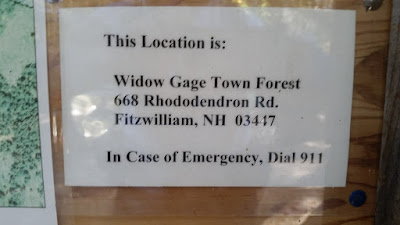 This Location is:
Widow Gage Town Forest
668 Rhododendron Rd.
Fitzwilliam, NH 03447
In Case of Emergency, Dial 911